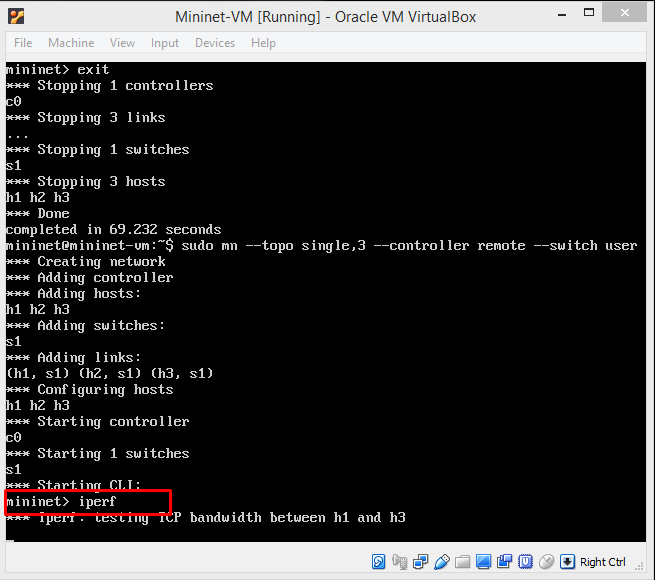 Mininet-VM [Running] - Oracle VM VirtualBox
File Machine View Input Devices Help
mininet> exit
*** Stopping 1 controllers
c0
*** Stopping 3 links
...
*** Stopping 1 switches
s1
*** Stopping 3 hosts
h1 h2 h3
*** Done
completed in 69.232 seconds
mininet@mininet-vm:~$ sudo mn --topo single,3 --controller remote --switch user
*** Creating network
*** Adding controller
*** Adding hosts:
h1 h2 h3
*** Adding switches:
s1
*** Adding links:
(h1, s1) (h2, s1) (h3, s1)
*** Configuring hosts
h1 h2 h3
*** Starting controller
c0
*** Starting 1 switches
s1
*** Starting CLI:
mininet> iperf
*** Iperf: testing TCP bandwidth between h1 and h3
Right Ctrl